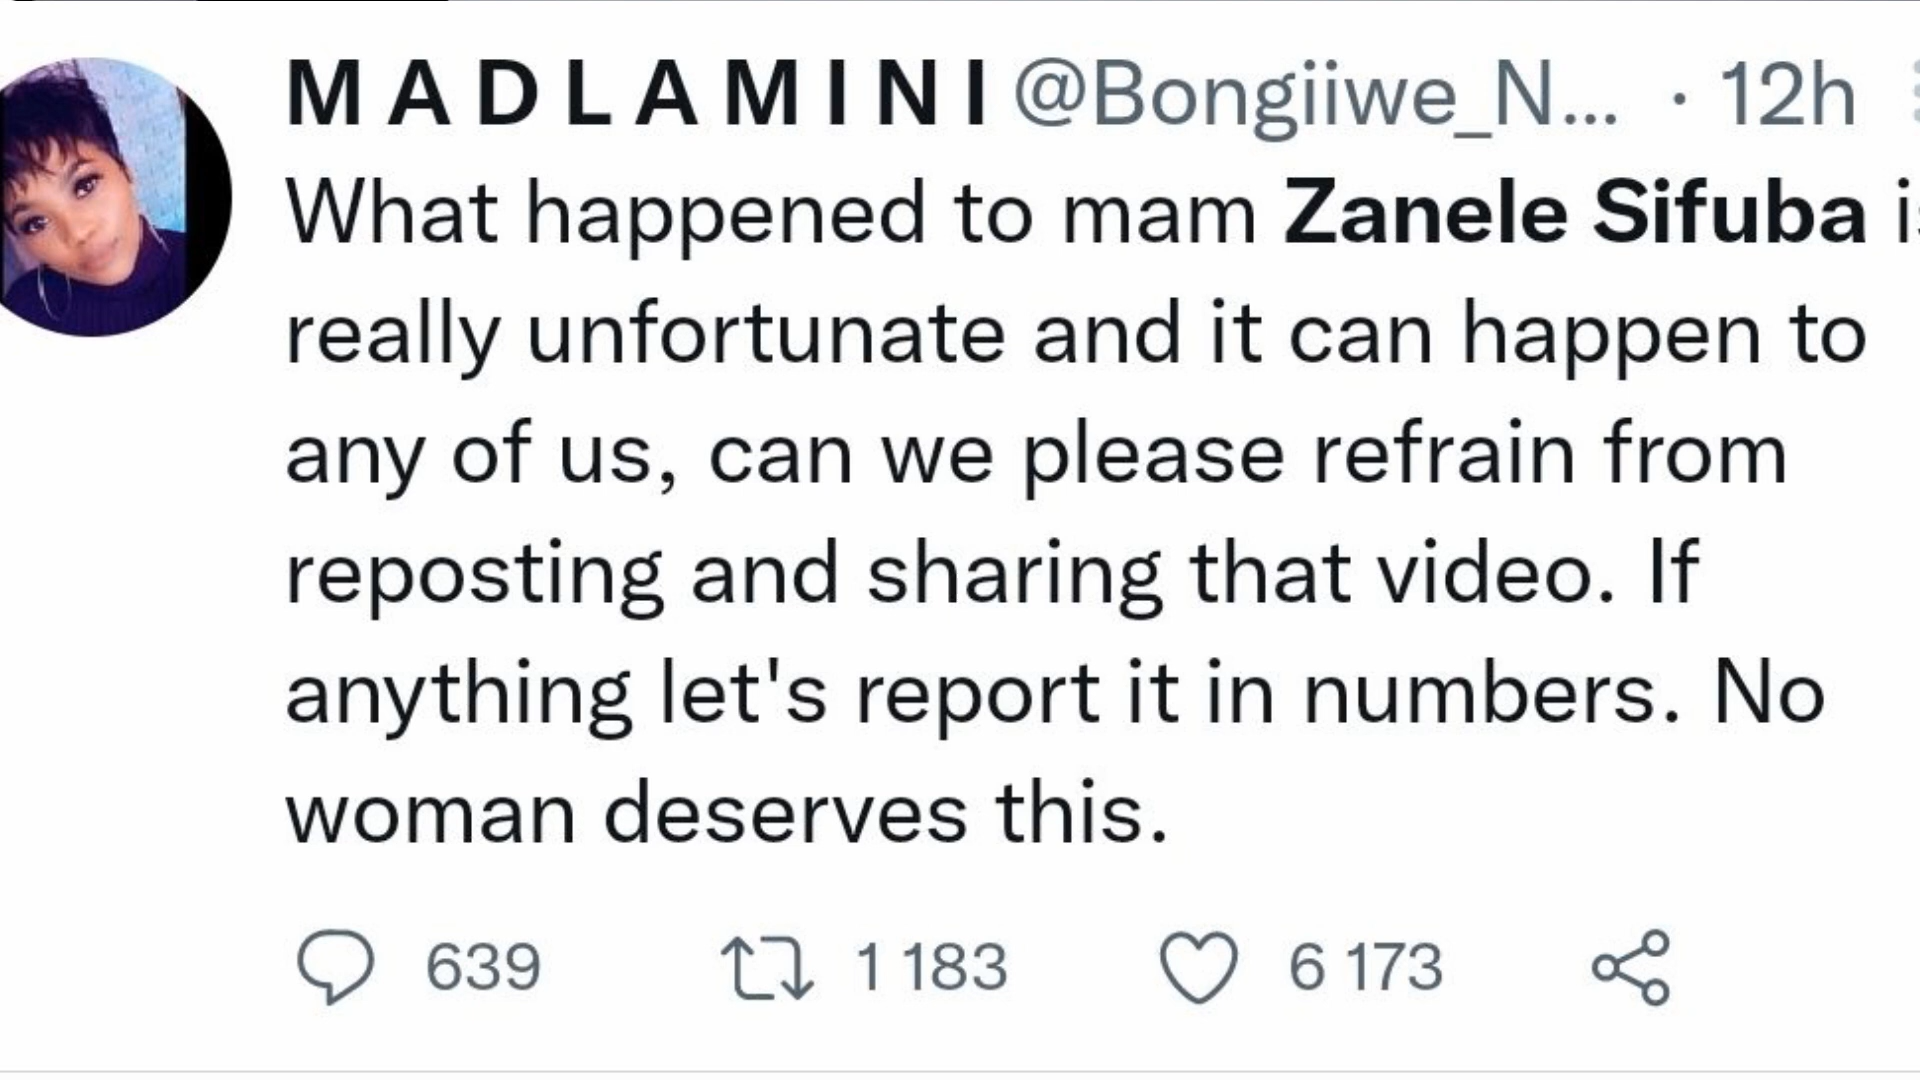 M A D L A M I N I @Bongiiwe_N... · 12h
What happened to mam Zanele Sifuba
really unfortunate and it can happen to
any of us, can we please refrain from
reposting and sharing that video. If
anything let's report it in numbers. No
woman deserves this.
639 1 183 6 173